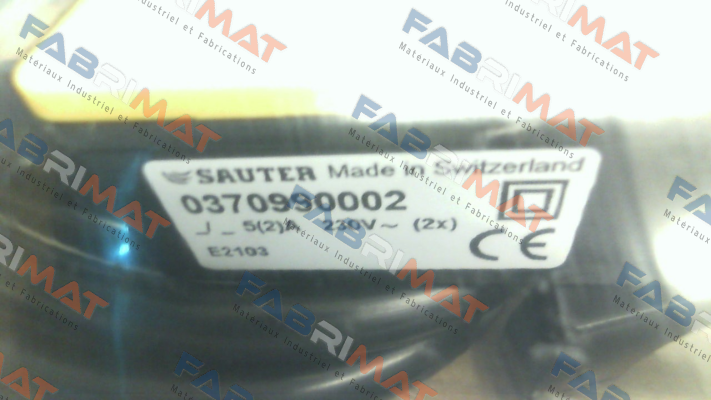 SAUTER Made in Switzerland
0370990002
_/ _ 5(2)A 230V~ (2x)
E2103
CE
FABRIMAT
Materiaux Industriel et Fabrications